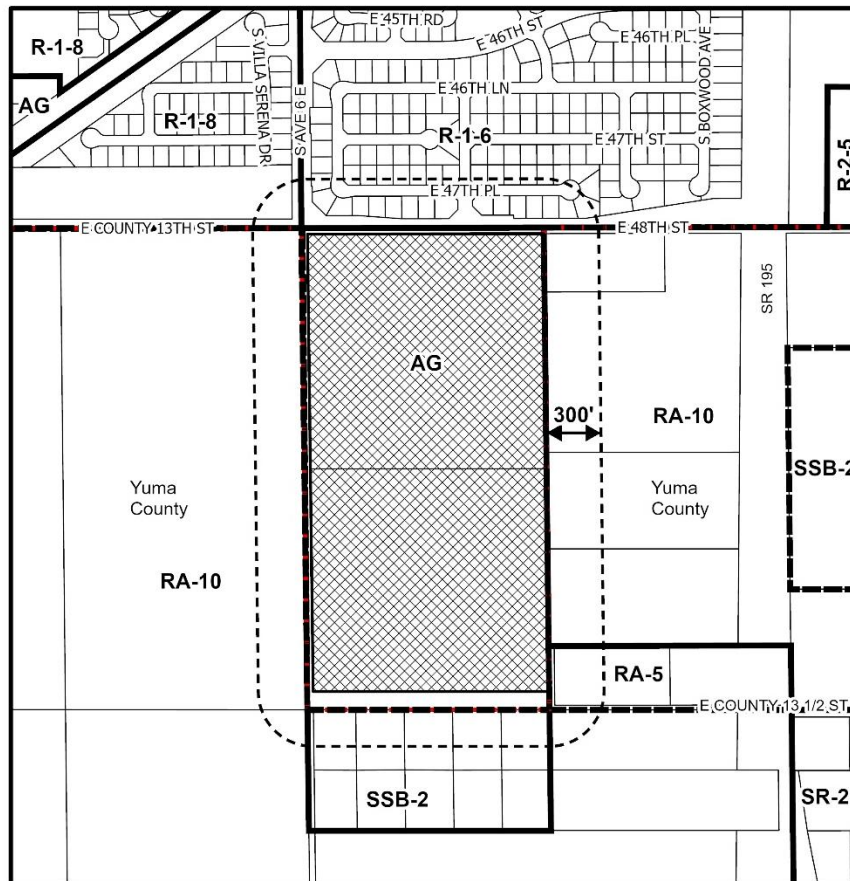 E 45TH RD
R-1-8
E 46TH ST
E 46TH PL
S BOXWOOD AVE
S VILLA SERENA DR
AG
E 46TH LN
R-1-8
S AVE 6 E
R-1-6
E 47TH ST
R-2-5
E 47TH PL
E COUNTY 13TH ST
E 48TH ST
SR 195
AG
300'
RA-10
SSB-2
Yuma
County
Yuma
County
RA-10
RA-5
E COUNTY 13 1/2 ST
SSB-2
SR-2